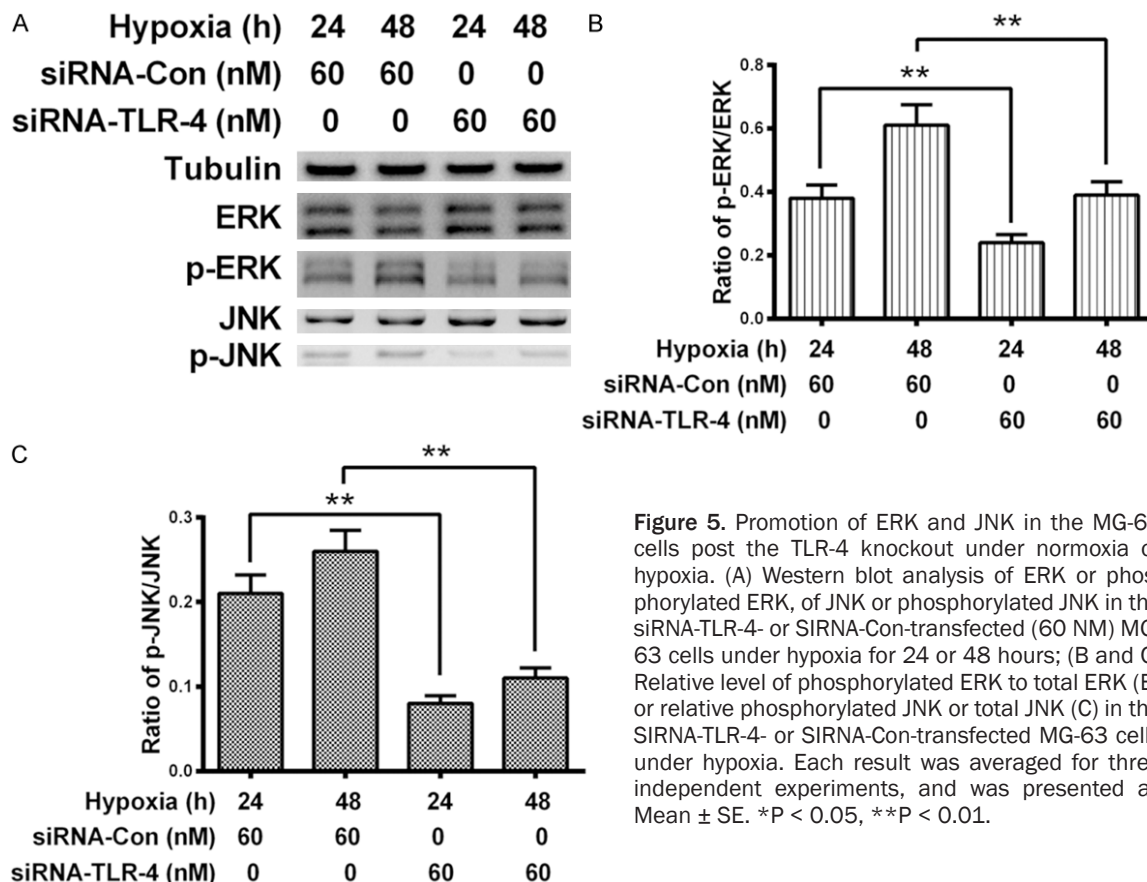 A
Hypoxia (h) 24 48 24 48
siRNA-Con (nM) 60 60 0 0
siRNA-TLR-4 (nM) 0 0 60 60
Tubulin
ERK
p-ERK
JNK
p-JNK
B
**
**
Ratio of p-ERK/ERK
0.8
0.6
0.4
0.2
0.0
Hypoxia (h) 24 48 24 48
siRNA-Con (nM) 60 60 0 0
siRNA-TLR-4 (nM) 0 0 60 60
C
**
**
Ratio of p-JNK/JNK
0.3
0.2
0.1
0.0
Hypoxia (h) 24 48 24 48
siRNA-Con (nM) 60 60 0 0
siRNA-TLR-4 (nM) 0 0 60 60
Figure 5. Promotion of ERK and JNK in the MG-6
cells post the TLR-4 knockout under normoxia o
hypoxia. (A) Western blot analysis of ERK or phos
phorylated ERK, of JNK or phosphorylated JNK in th
siRNA-TLR-4- or SIRNA-Con-transfected (60 NM) MG
63 cells under hypoxia for 24 or 48 hours; (B and C
Relative level of phosphorylated ERK to total ERK (B
or relative phosphorylated JNK or total JNK (C) in th
SIRNA-TLR-4- or SIRNA-Con-transfected MG-63 cell
under hypoxia. Each result was averaged for thre
independent experiments, and was presented a
Mean ± SE. *P < 0.05, **P < 0.01.